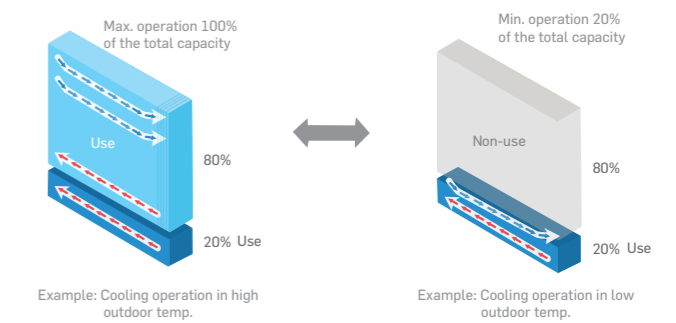 Max. operation 100%
of the total capacity
Use
80%
20% Use
Example: Cooling operation in high
outdoor temp.
Min. operation 20%
of the total capacity
Non-use
80%
20% Use
Example: Cooling operation in low
outdoor temp.